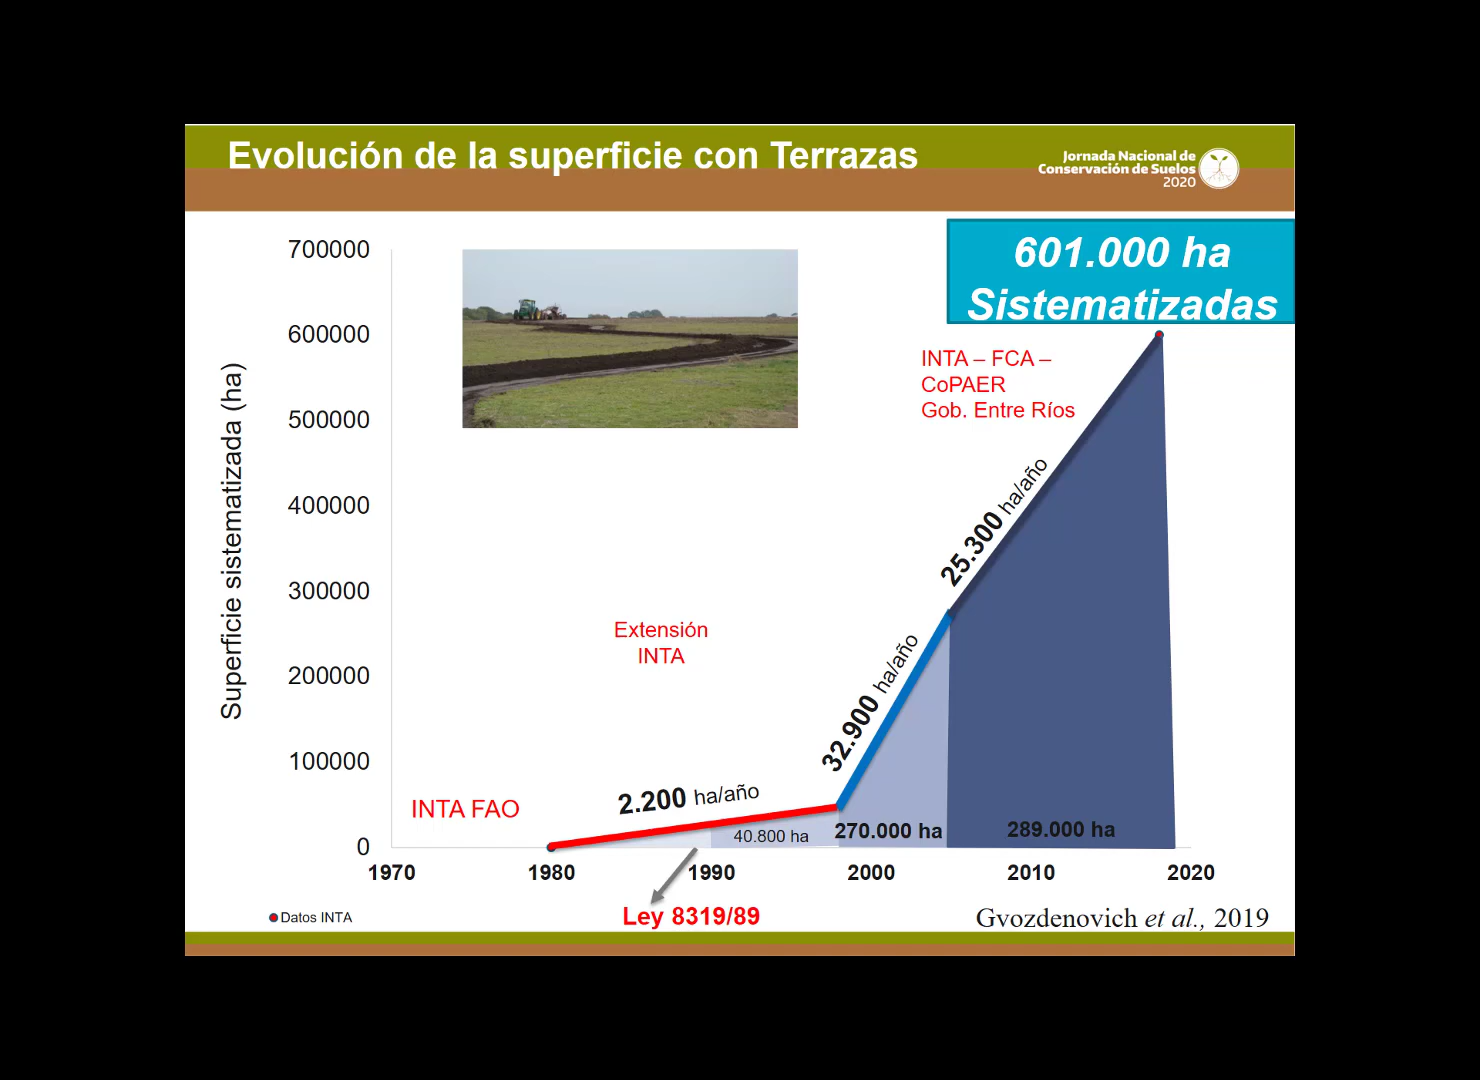 Evolución de la superficie con Terrazas
Jornada Nacional de
Conservación de Suelos
2020
601.000 ha
Sistematizadas
700000
600000
500000
400000
300000
200000
100000
0
Superficie sistematizada (ha)
INTA – FCA –
CoPAER
Gob. Entre Ríos
25.300 ha/año
Extensión
INTA
32.900 ha/año
2.200 ha/año
INTA FAO
40.800 ha
270.000 ha
289.000 ha
1970
1980
1990
2000
2010
2020
Ley 8319/89
Datos INTA
Gvozdenovich et al., 2019